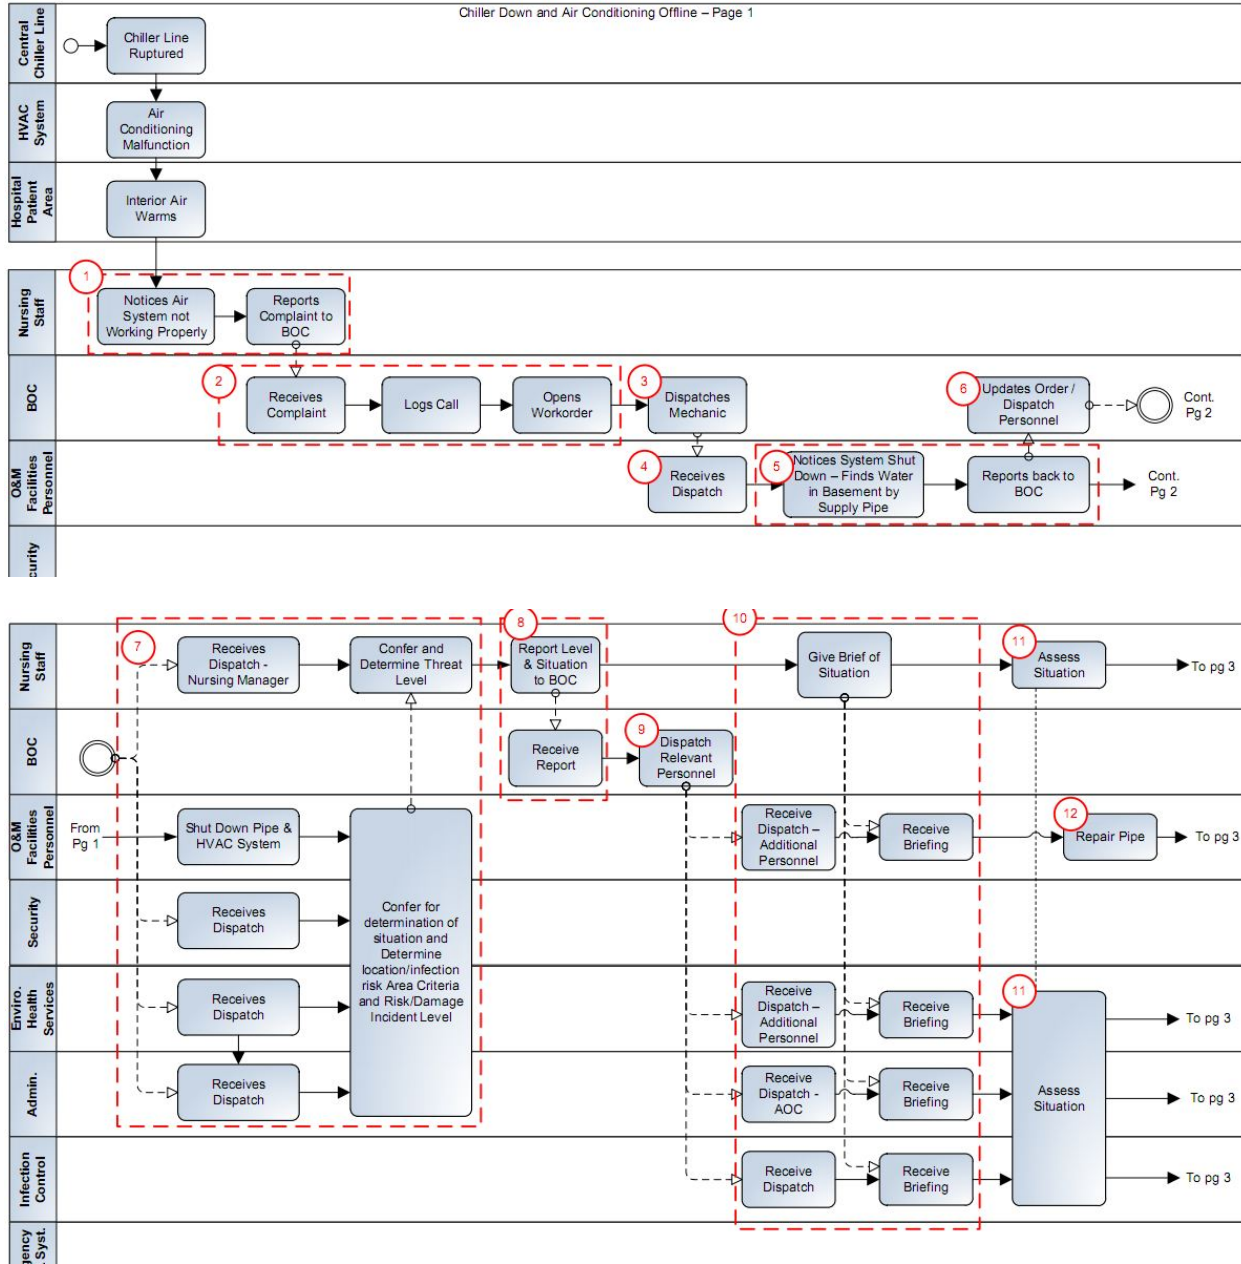 Chiller Down and Air Conditioning Offline – Page 1
Central
Chiller Line
Chiller Line
Ruptured
HVAC
System
Air
Conditioning
Malfunction
Hospital
Patient
Area
Interior Air
Warms
Nursing
Staff
1
Notices Air
System not
Working Properly
Reports
Complaint to
BOC
BOC
2
Receives
Complaint
Logs Call
Opens
Workorder
3
Dispatches
Mechanic
6
Updates Order /
Dispatch
Personnel
Cont.
Pg 2
O&M
Facilities
Personnel
4
Receives
Dispatch
5
Notices System Shut
Down – Finds Water
in Basement by
Supply Pipe
Reports back to
BOC
Cont.
Pg 2
curity
Nursing
Staff
7
Receives
Dispatch -
Nursing Manager
Confer and
Determine Threat
Level
8
Report Level
& Situation
to BOC
10
Give Brief of
Situation
11
Assess
Situation
To pg 3
BOC
Receive
Report
9
Dispatch
Relevant
Personnel
O&M
Facilities
Personnel
From
Pg 1
Shut Down Pipe &
HVAC System
Receive
Dispatch –
Additional
Personnel
Receive
Briefing
12
Repair Pipe
To pg 3
Security
Receives
Dispatch
Confer for
determination of
situation and
Determine
location/infection
risk Area Criteria
and Risk/Damage
Incident Level
Enviro.
Health
Services
Receives
Dispatch
Receive
Dispatch –
Additional
Personnel
Receive
Briefing
11
Assess
Situation
To pg 3
Admin.
Receives
Dispatch
Receive
Dispatch -
AOC
Receive
Briefing
To pg 3
Infection
Control
Receive
Dispatch
Receive
Briefing
To pg 3
gency
Syst.